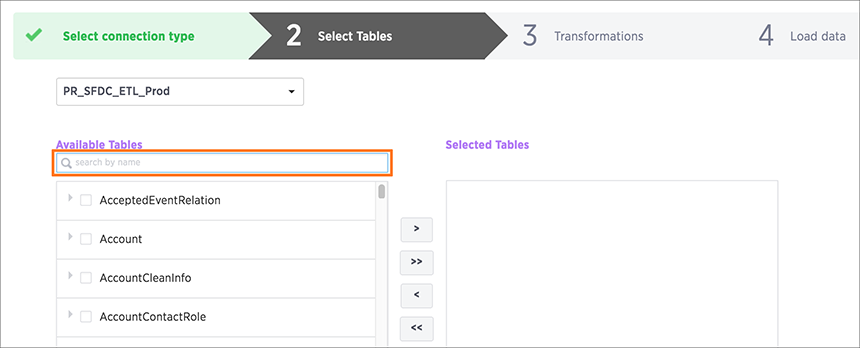 Select connection type
2 Select Tables
3 Transformations
4 Load data
PR_SFDC_ETL_Prod
Available Tables
Selected Tables
search by name
AcceptedEventRelation
Account
AccountCleanInfo
AccountContactRole
>
>>
<
<<